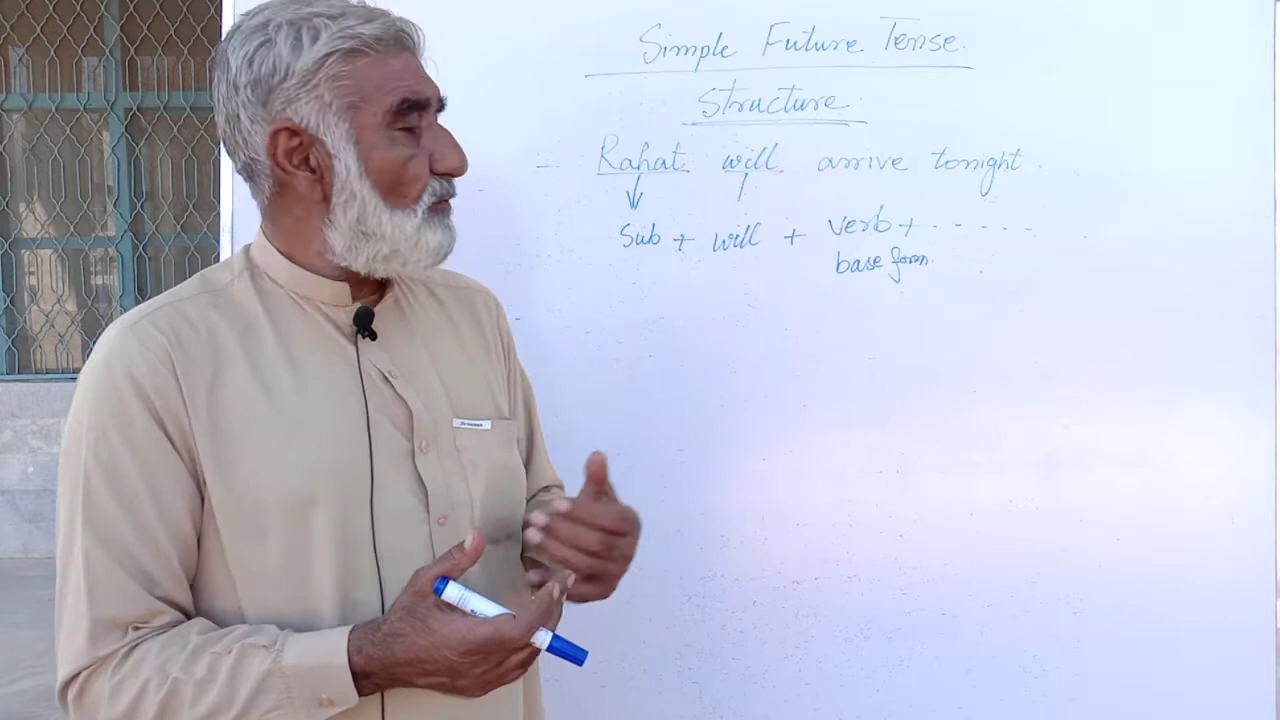 Simple Future Tense.
Structure.
- Rahat will arrive tonight.
Sub + will + verb + ......
base form.